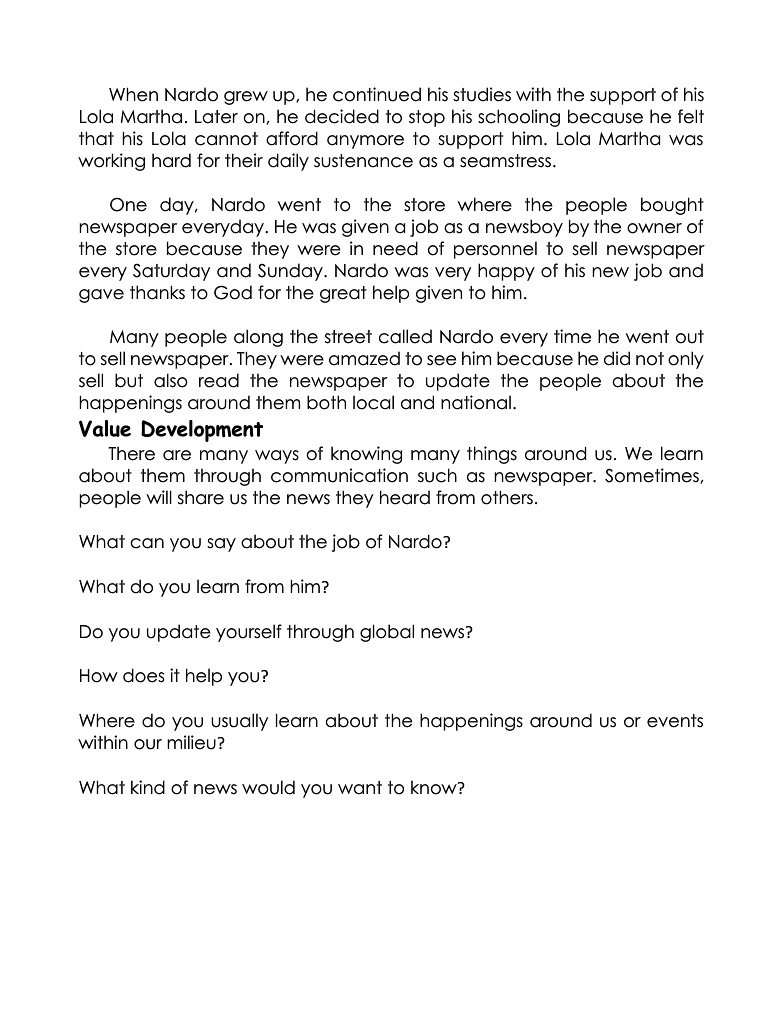 When Nardo grew up, he continued his studies with the support of his
Lola Martha. Later on, he decided to stop his schooling because he felt
that his Lola cannot afford anymore to support him. Lola Martha was
working hard for their daily sustenance as a seamstress.
One day, Nardo went to the store where the people bought
newspaper everyday. He was given a job as a newsboy by the owner of
the store because they were in need of personnel to sell newspaper
every Saturday and Sunday. Nardo was very happy of his new job and
gave thanks to God for the great help given to him.
Many people along the street called Nardo every time he went out
to sell newspaper. They were amazed to see him because he did not only
sell but also read the newspaper to update the people about the
happenings around them both local and national.
Value Development
There are many ways of knowing many things around us. We learn
about them through communication such as newspaper. Sometimes,
people will share us the news they heard from others.
What can you say about the job of Nardo?
What do you learn from him?
Do you update yourself through global news?
How does it help you?
Where do you usually learn about the happenings around us or events
within our milieu?
What kind of news would you want to know?